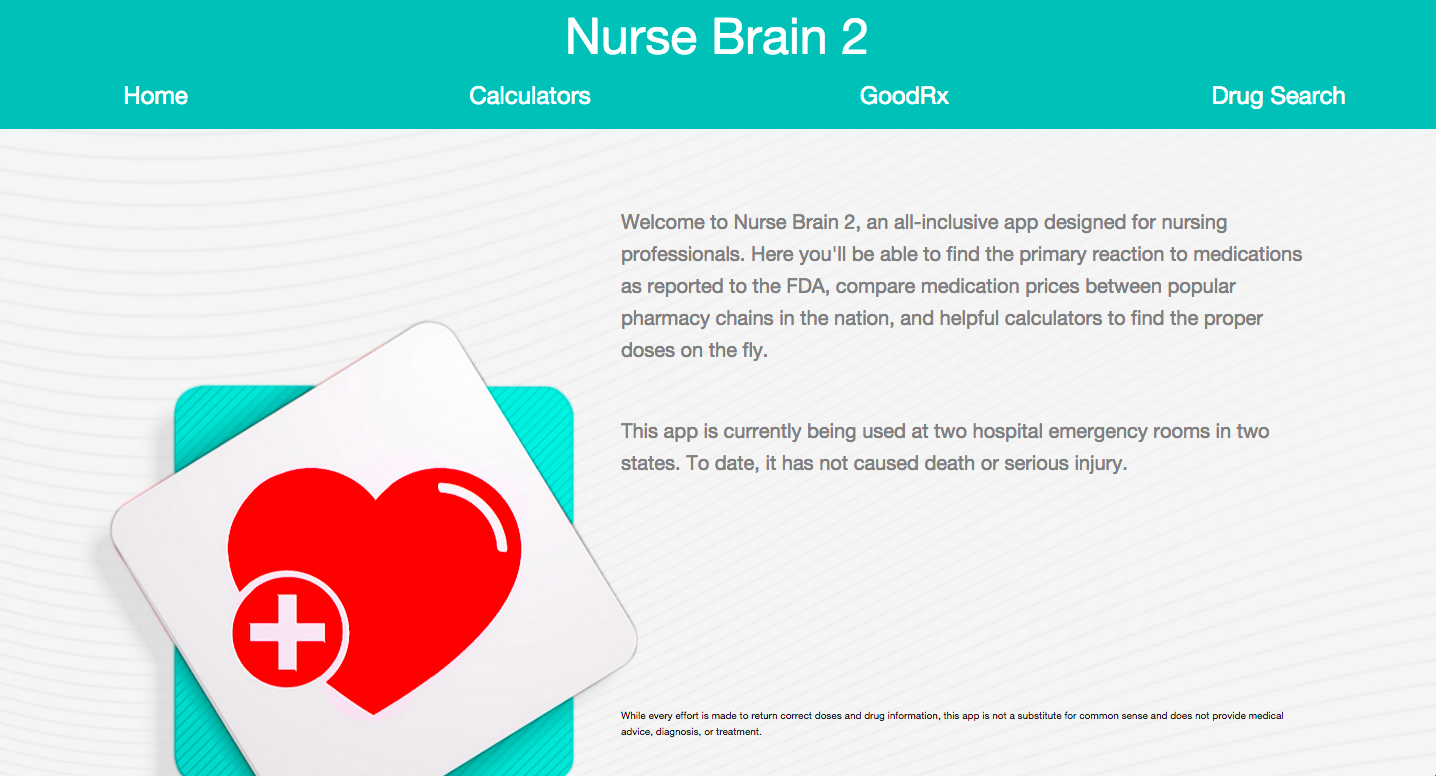 Nurse Brain 2
Home
Calculators
GoodRx
Drug Search
Welcome to Nurse Brain 2, an all-inclusive app designed for nursing
professionals. Here you'll be able to find the primary reaction to medications
as reported to the FDA, compare medication prices between popular
pharmacy chains in the nation, and helpful calculators to find the proper
doses on the fly.
This app is currently being used at two hospital emergency rooms in two
states. To date, it has not caused death or serious injury.
While every effort is made to return correct doses and drug information, this app is not a substitute for common sense and does not provide medical
advice, diagnosis, or treatment.